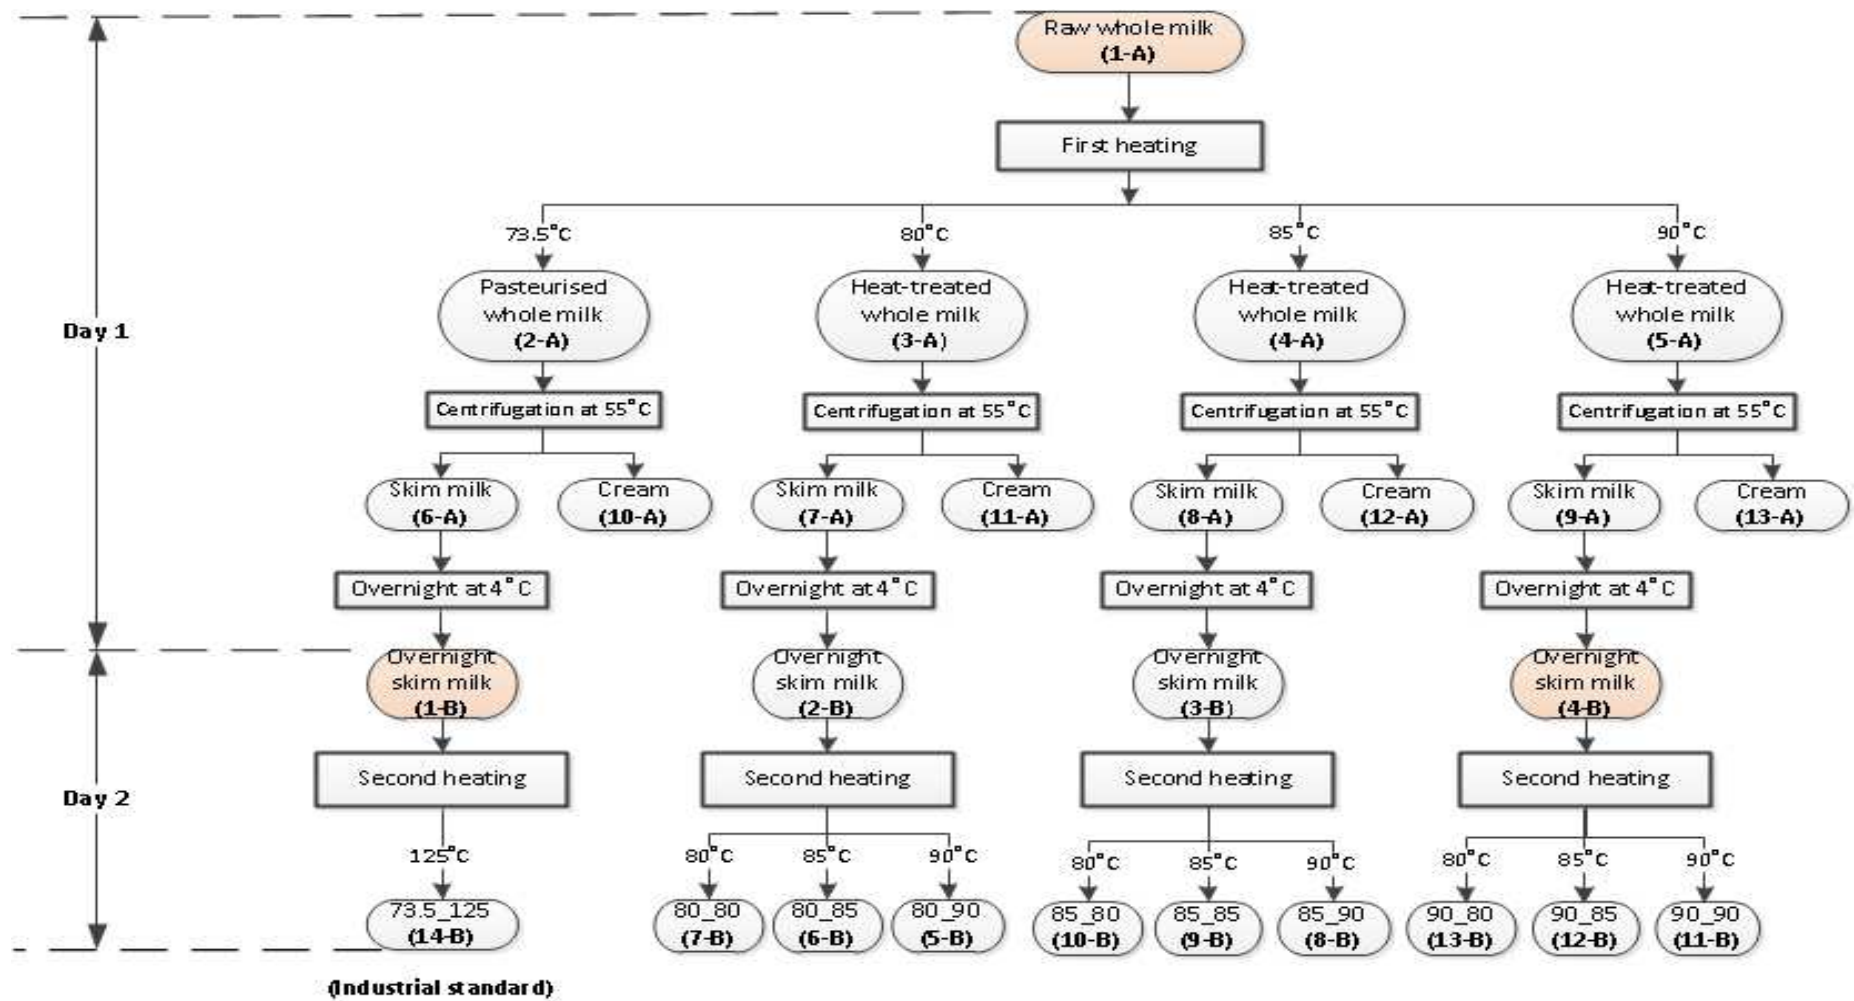 Raw whole milk
(1-A)
First heating
73.5°C
80°C
85°C
90°C
Pasteurised
whole milk
(2-A)
Heat-treated
whole milk
(3-A)
Heat-treated
whole milk
(4-A)
Heat-treated
whole milk
(5-A)
Day 1
Centrifugation at 55°C
Centrifugation at 55°C
Centrifugation at 55°C
Centrifugation at 55°C
Skim milk
(6-A)
Cream
(10-A)
Skim milk
(7-A)
Cream
(11-A)
Skim milk
(8-A)
Cream
(12-A)
Skim milk
(9-A)
Cream
(13-A)
Overnight at 4°C
Overnight at 4°C
Overnight at 4°C
Overnight at 4°C
Overnight
skim milk
(1-B)
Overnight
skim milk
(2-B)
Overnight
skim milk
(3-B)
Overnight
skim milk
(4-B)
Second heating
Second heating
Second heating
Second heating
Day 2
125°C
80°C
85°C
90°C
80°C
85°C
90°C
80°C
85°C
90°C
73.5_125
(14-B)
80_80
(7-B)
80_85
(6-B)
80_90
(5-B)
85_80
(10-B)
85_85
(9-B)
85_90
(8-B)
90_80
(13-B)
90_85
(12-B)
90_90
(11-B)
(Industrial standard)